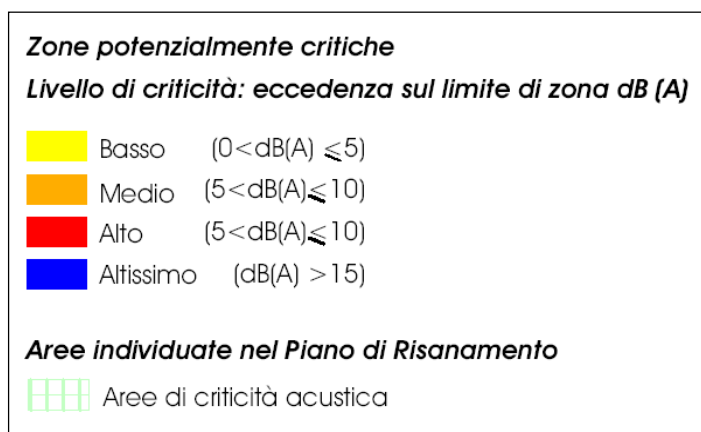 Zone potenzialmente critiche
Livello di criticità: eccedenza sul limite di zona dB (A)
Basso (0<dB(A) ≤5)
Medio (5<dB(A)≤10)
Alto (5<dB(A)≤10)
Altissimo (dB(A) >15)
Aree individuate nel Piano di Risanamento
Aree di criticità acustica